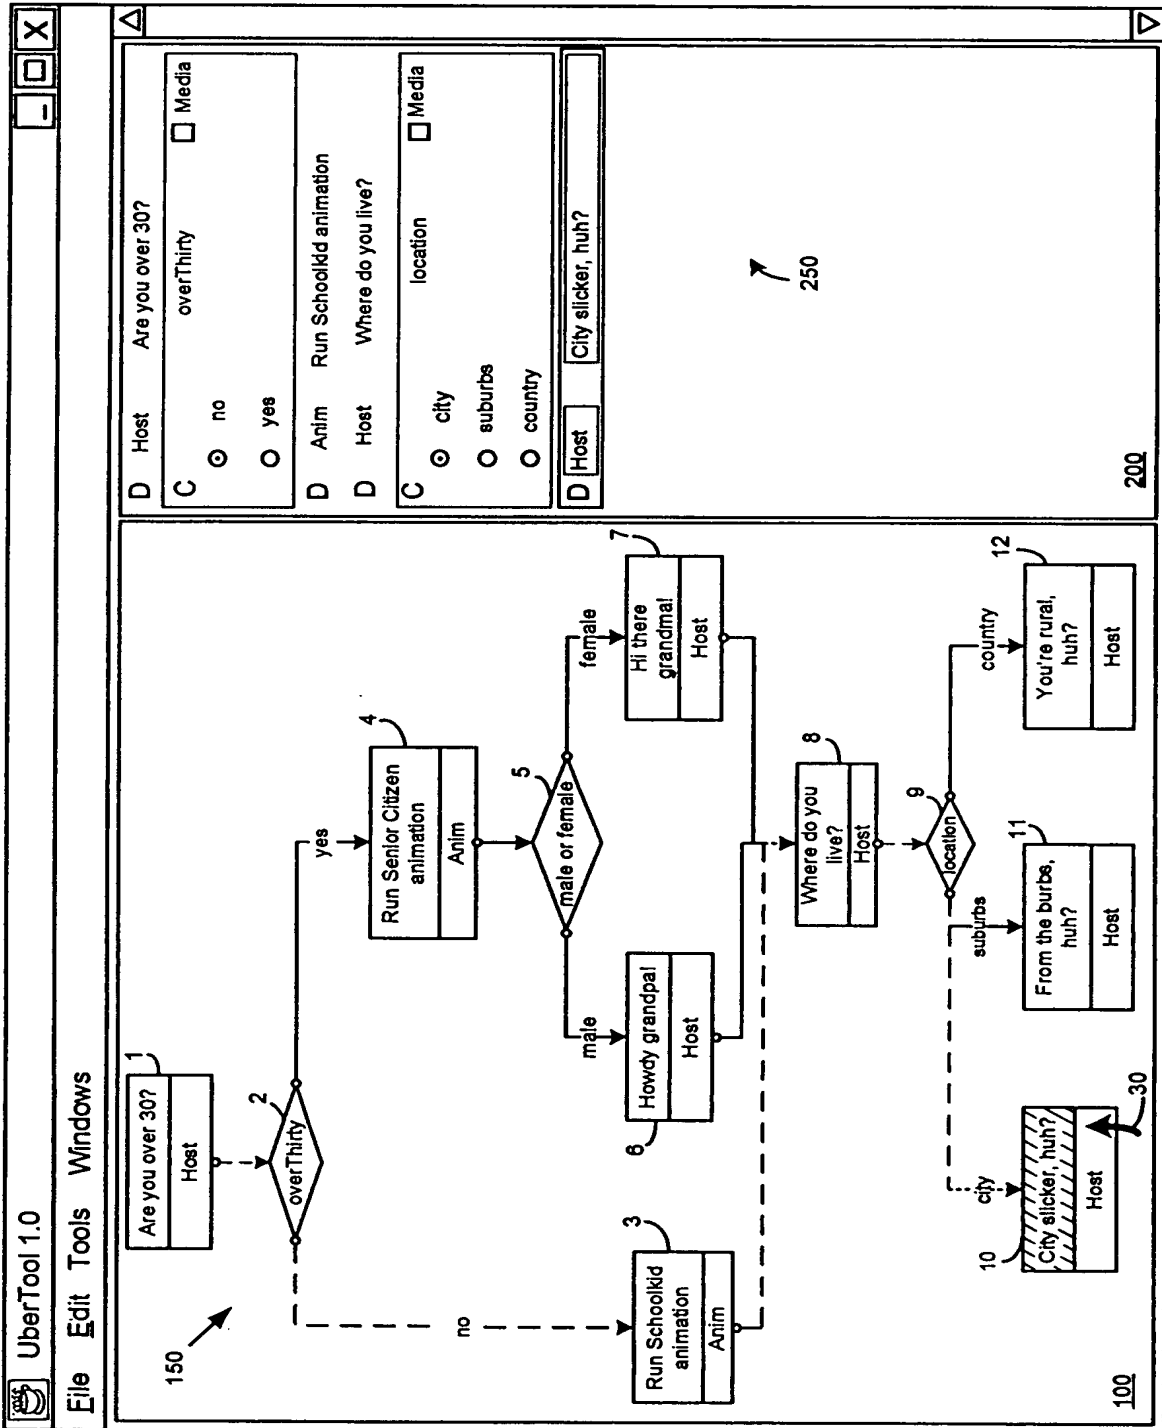 UberTool 1.0
File Edit Tools Windows
150
Are you over 30?
Host
1
overThirty
2
no
yes
Run Schoolkid
animation
Anim
3
Run Senior Citizen
animation
Anim
4
male or female
5
male
female
Howdy grandpa!
Host
6
Hi there
grandma!
Host
7
Where do you
live?
Host
8
location
9
city
suburbs
country
City slicker, huh?
Host
10
30
From the burbs,
huh?
Host
11
You're rural,
huh?
Host
12
100
D Host Are you over 30?
C overThirty Media
no
yes
D Anim Run Schoolkid animation
D Host Where do you live?
C location Media
city
suburbs
country
D Host City slicker, huh?
250
200